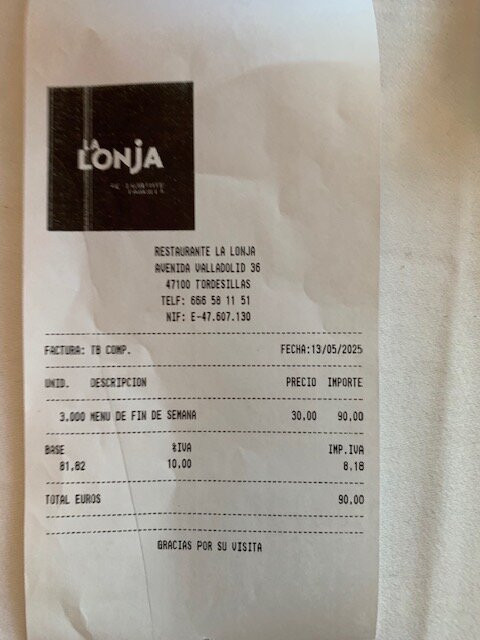 LA
LONJA
RESTAURANTE LA LONJA
AVENIDA VALLADOLID 36
47100 TORDESILLAS
TELF: 666 58 11 51
NIF: E-47.607.130
FACTURA: TB COMP. FECHA:13/05/2025
UNID. DESCRIPCION PRECIO IMPORTE
3.000 MENU DE FIN DE SEMANA 30,00 90,00
BASE %IVA IMP.IVA
81,82 10,00 8,18
TOTAL EUROS 90,00
GRACIAS POR SU VISITA